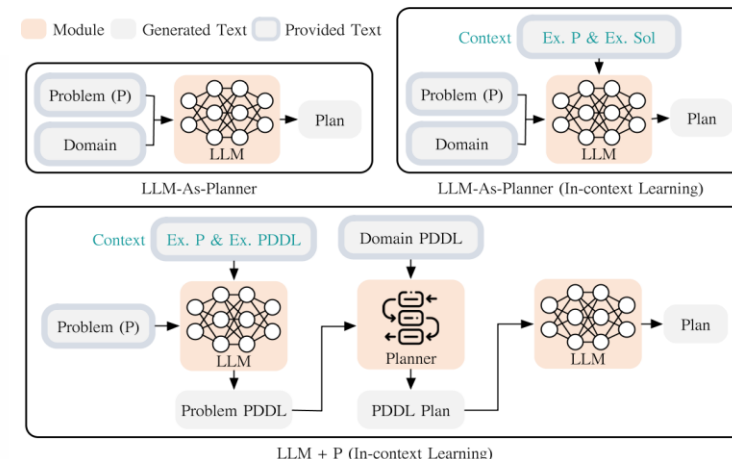 Module
Generated Text
Provided Text
Problem (P)
Domain
LLM
Plan
LLM-As-Planner
Context
Ex. P & Ex. Sol
Problem (P)
Domain
LLM
Plan
LLM-As-Planner (In-context Learning)
Context
Ex. P & Ex. PDDL
Domain PDDL
Problem (P)
LLM
Planner
LLM
Plan
Problem PDDL
PDDL Plan
LLM + P (In-context Learning)